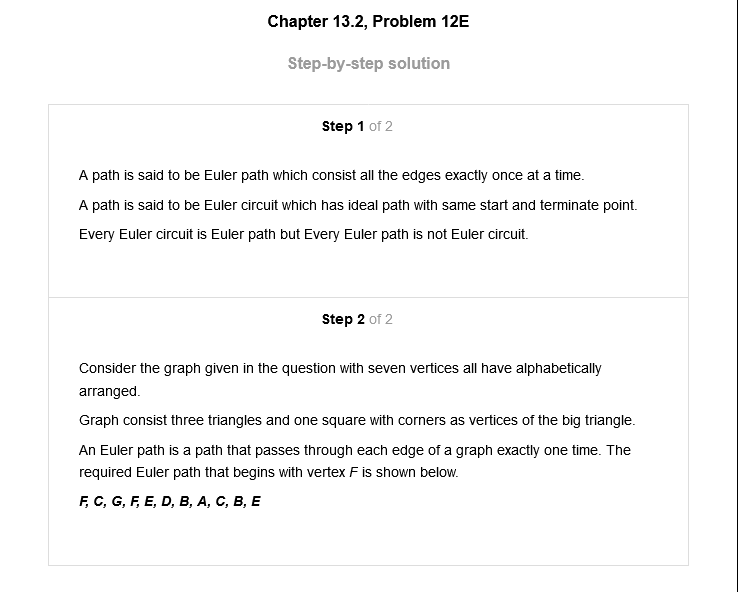 Chapter 13.2, Problem 12E
Step-by-step solution
Step 1 of 2
A path is said to be Euler path which consist all the edges exactly once at a time.
A path is said to be Euler circuit which has ideal path with same start and terminate point.
Every Euler circuit is Euler path but Every Euler path is not Euler circuit.
Step 2 of 2
Consider the graph given in the question with seven vertices all have alphabetically
arranged.
Graph consist three triangles and one square with corners as vertices of the big triangle.
An Euler path is a path that passes through each edge of a graph exactly one time. The
required Euler path that begins with vertex F is shown below.
F, C, G, F, E, D, B, A, C, B, E